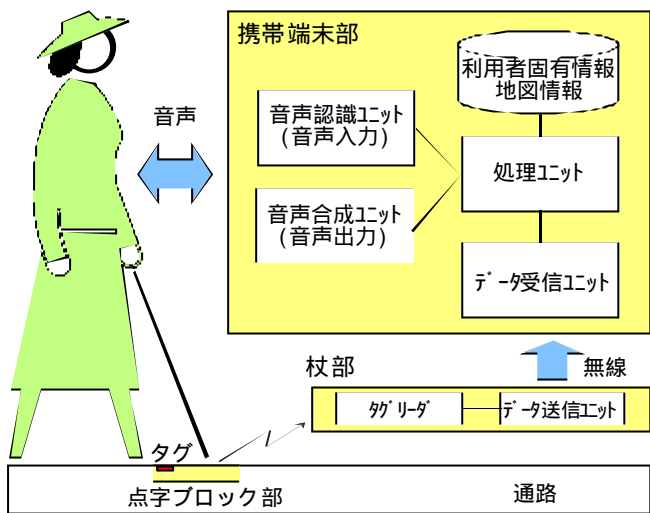 携帯端末部
利用者固有情報
地図情報
音声
音声認識ﾕﾆｯﾄ
(音声入力)
処理ﾕﾆｯﾄ
音声合成ﾕﾆｯﾄ
(音声出力)
ﾃﾞｰﾀ受信ﾕﾆｯﾄ
杖部
無線
ﾀｸﾞﾘｰﾀﾞ
ﾃﾞｰﾀ送信ﾕﾆｯﾄ
タグ
点字ブロック部
通路